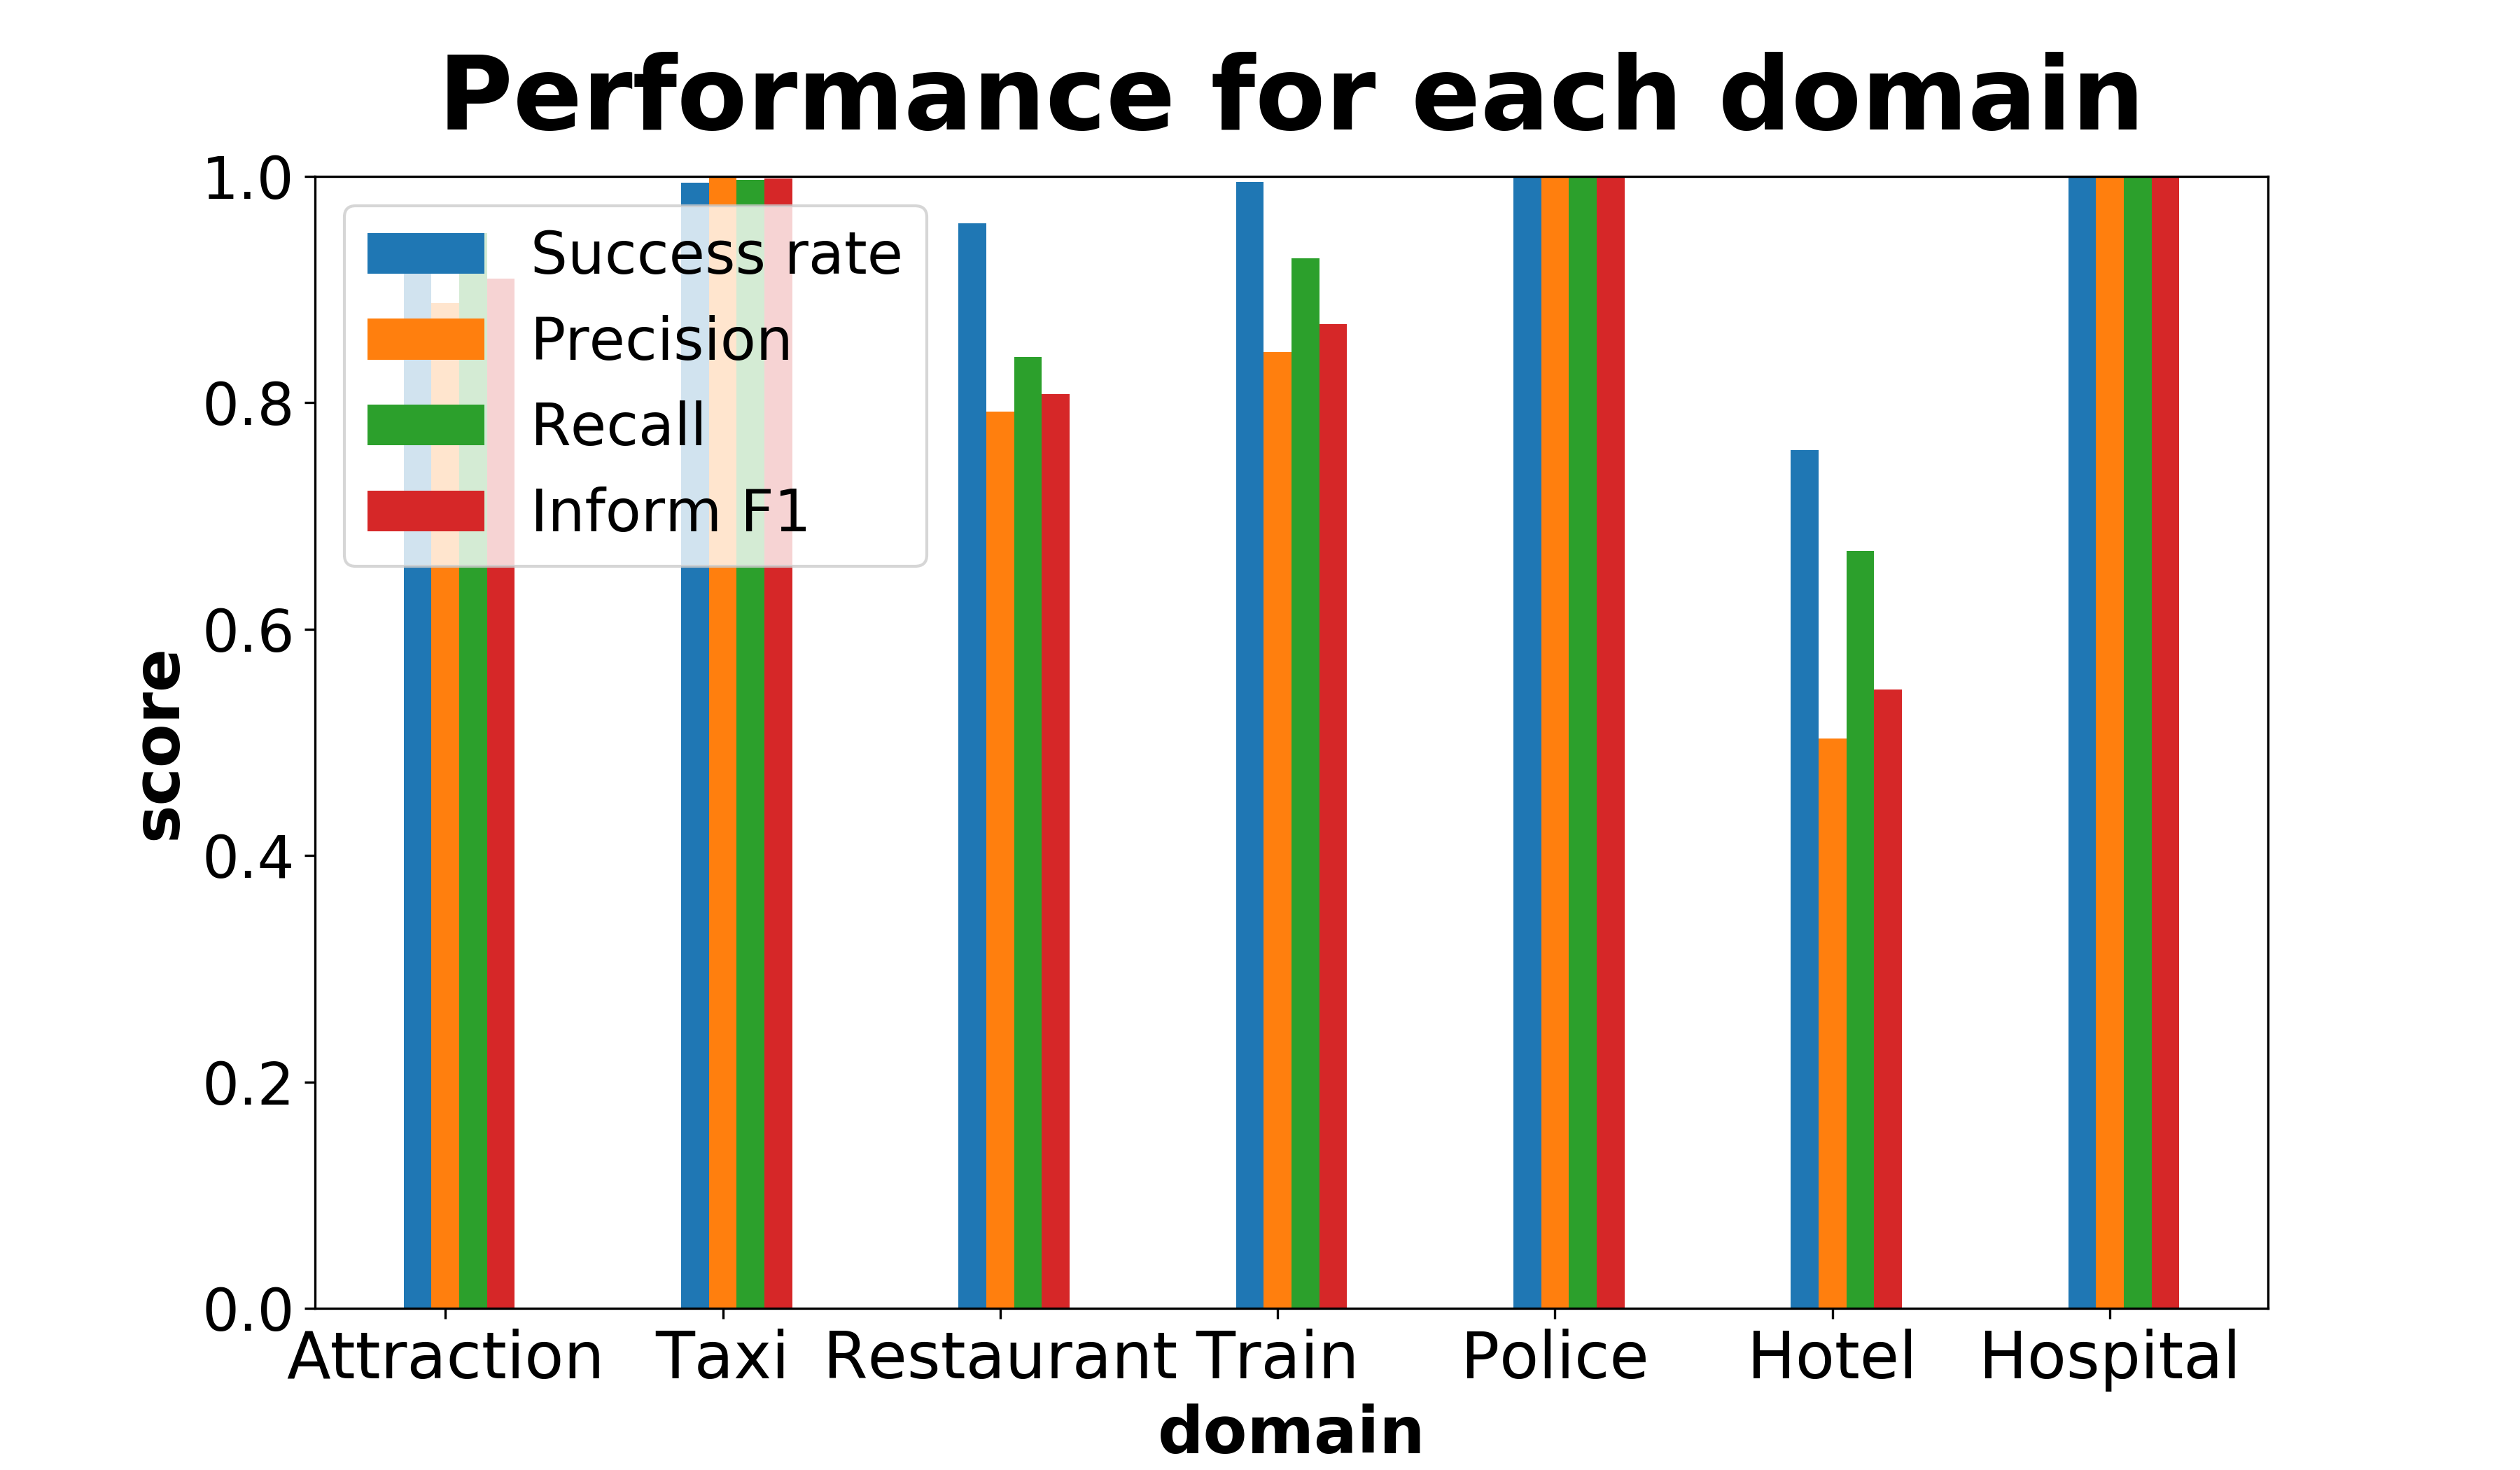 Performance for each domain
1.0
0.8
0.6
0.4
0.2
0.0
score
Success rate
Precision
Recall
Inform F1
Attraction Taxi Restaurant Train Police Hotel Hospital
domain